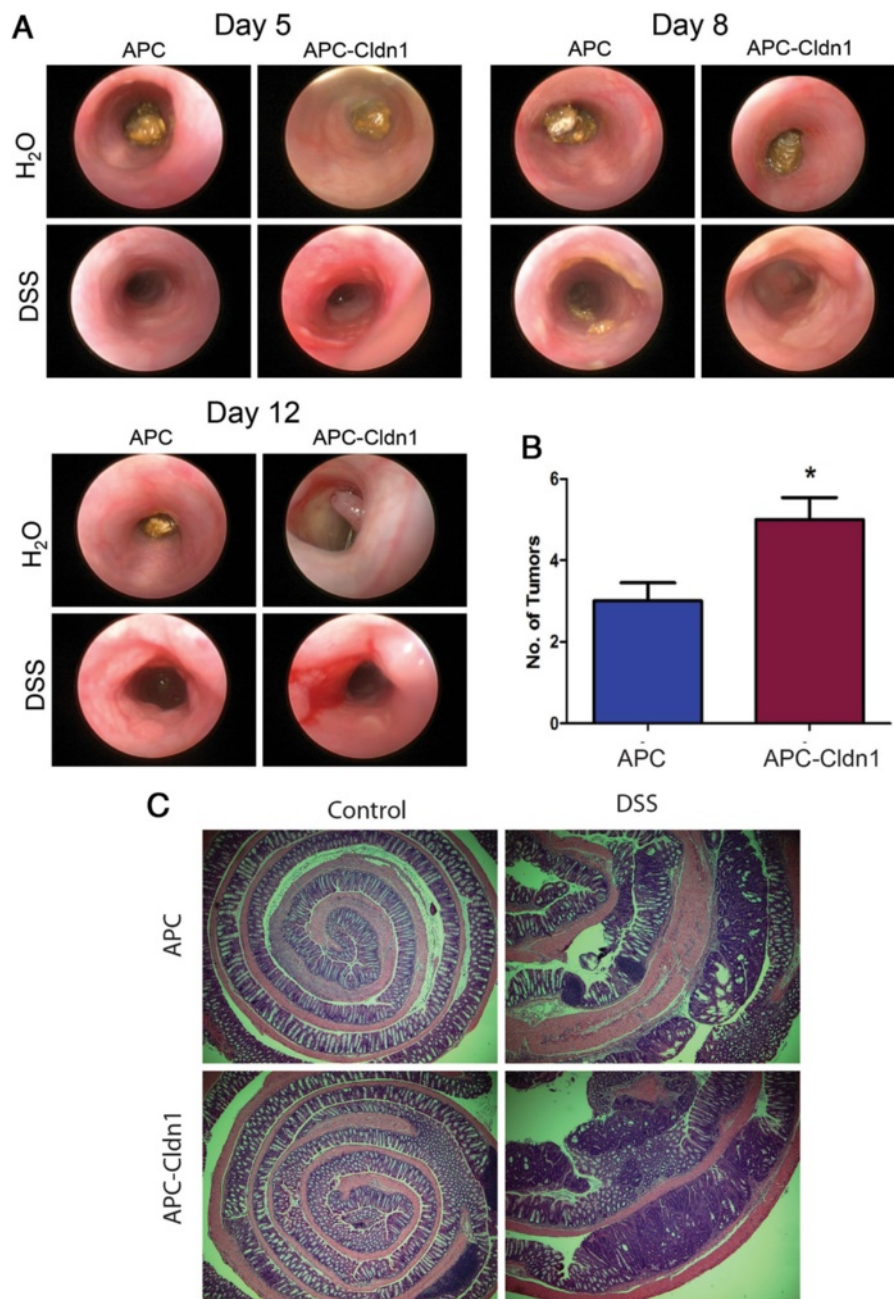 A
Day 5
APC
APC-Cldn1
H₂O
DSS
Day 8
APC
APC-Cldn1
Day 12
APC
APC-Cldn1
H₂O
DSS
B
6
4
2
0
No. of Tumors
*
APC
APC-Cldn1
C
Control
DSS
APC
APC-Cldn1